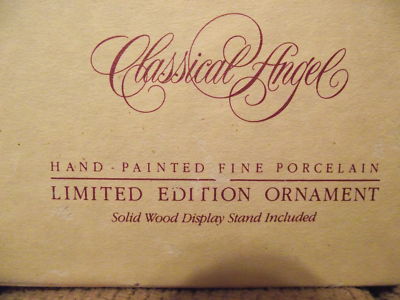 Classical Angel
HAND-PAINTED FINE PORCELAIN
LIMITED EDITION ORNAMENT
Solid Wood Display Stand Included